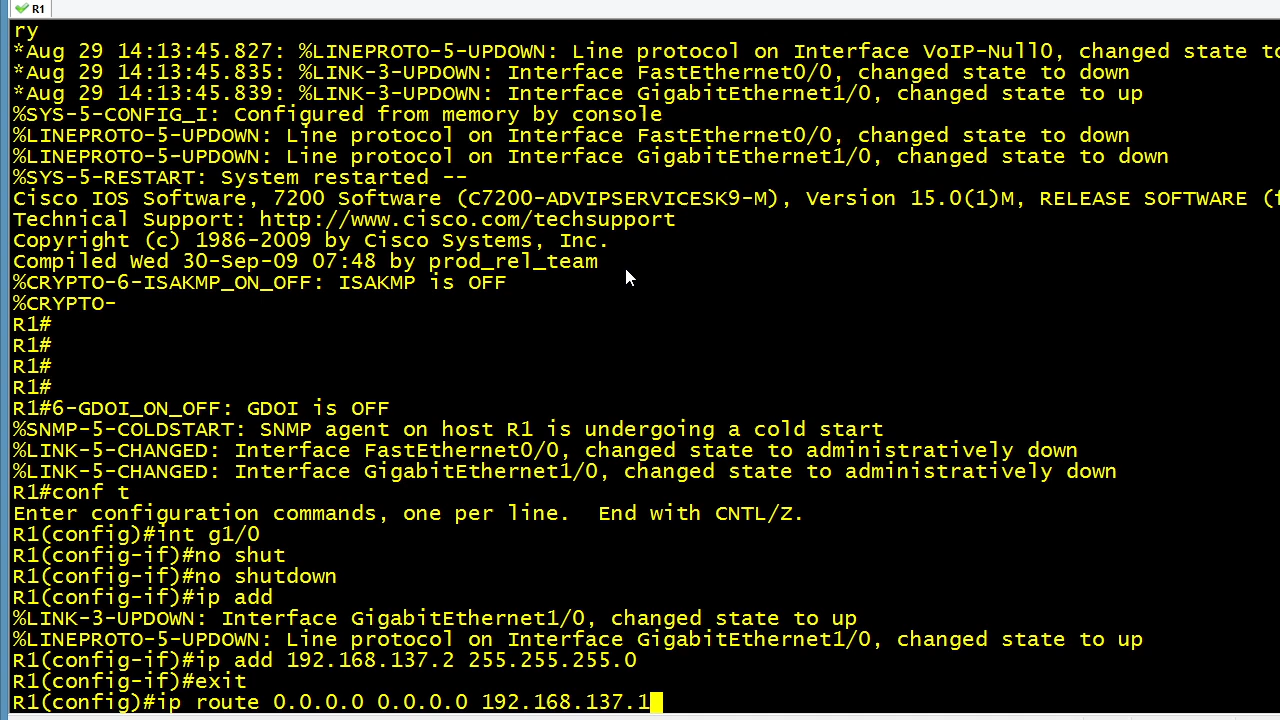 R1
ry
*Aug 29 14:13:45.827: %LINEPROTO-5-UPDOWN: Line protocol on Interface VoIP-Null0, changed state to
*Aug 29 14:13:45.835: %LINK-3-UPDOWN: Interface FastEthernet0/0, changed state to down
*Aug 29 14:13:45.839: %LINK-3-UPDOWN: Interface GigabitEthernet1/0, changed state to up
%SYS-5-CONFIG_I: Configured from memory by console
%LINEPROTO-5-UPDOWN: Line protocol on Interface FastEthernet0/0, changed state to down
%LINEPROTO-5-UPDOWN: Line protocol on Interface GigabitEthernet1/0, changed state to down
%SYS-5-RESTART: System restarted --
Cisco IOS Software, 7200 Software (C7200-ADVIPSERVICESK9-M), Version 15.0(1)M, RELEASE SOFTWARE (f
Technical Support: http://www.cisco.com/techsupport
Copyright (c) 1986-2009 by Cisco Systems, Inc.
Compiled Wed 30-Sep-09 07:48 by prod_rel_team
%CRYPTO-6-ISAKMP_ON_OFF: ISAKMP is OFF
%CRYPTO-
R1#
R1#
R1#
R1#
R1#6-GDOI_ON_OFF: GDOI is OFF
%SNMP-5-COLDSTART: SNMP agent on host R1 is undergoing a cold start
%LINK-5-CHANGED: Interface FastEthernet0/0, changed state to administratively down
%LINK-5-CHANGED: Interface GigabitEthernet1/0, changed state to administratively down
R1#conf t
Enter configuration commands, one per line.  End with CNTL/Z.
R1(config)#int g1/0
R1(config-if)#no shut
R1(config-if)#no shutdown
R1(config-if)#ip add
%LINK-3-UPDOWN: Interface GigabitEthernet1/0, changed state to up
%LINEPROTO-5-UPDOWN: Line protocol on Interface GigabitEthernet1/0, changed state to up
R1(config-if)#ip add 192.168.137.2 255.255.255.0
R1(config-if)#exit
R1(config)#ip route 0.0.0.0 0.0.0.0 192.168.137.1